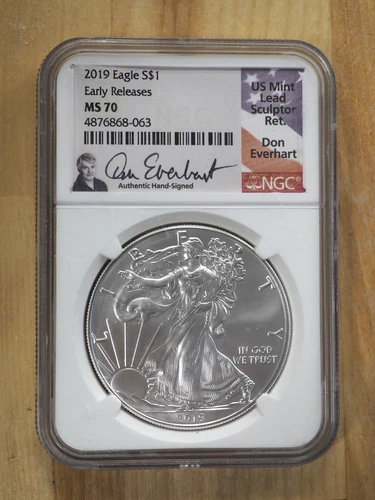 2019 Eagle S$1
Early Releases
MS 70
4876868-063
US Mint
Lead
Sculptor
Ret.
Don
Everhart
Don Everhart
Authentic Hand-Signed
NGC
LIBERTY
IN GOD
WE TRUST
2019